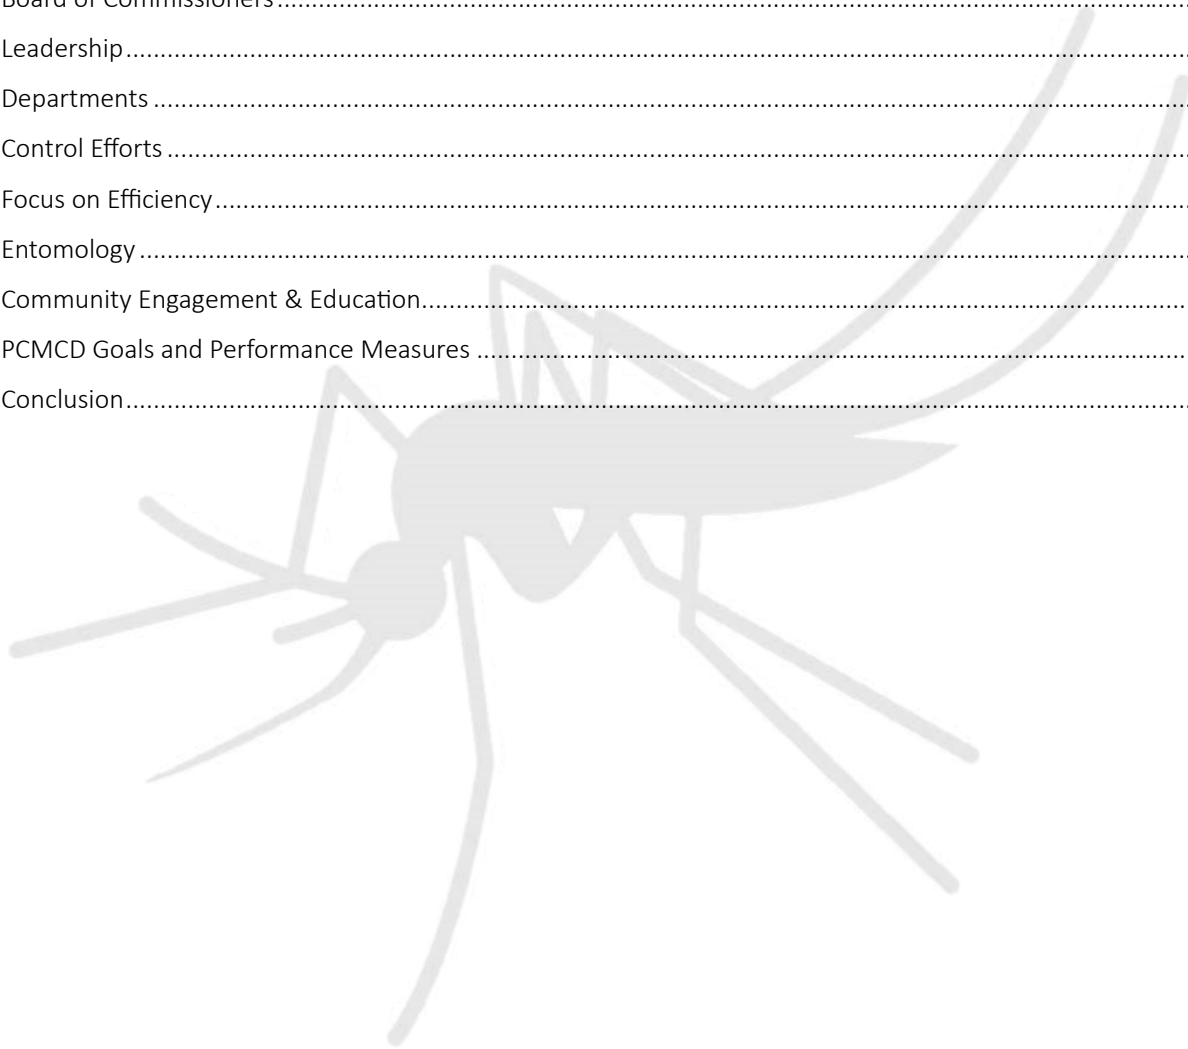 Board of Commissioners....................................................................................................................................
Leadership..........................................................................................................................................................
Departments ......................................................................................................................................................
Control Efforts ....................................................................................................................................................
Focus on Efficiency.............................................................................................................................................
Entomology ........................................................................................................................................................
Community Engagement & Education...............................................................................................................
PCMCD Goals and Performance Measures .......................................................................................................
Conclusion..........................................................................................................................................................